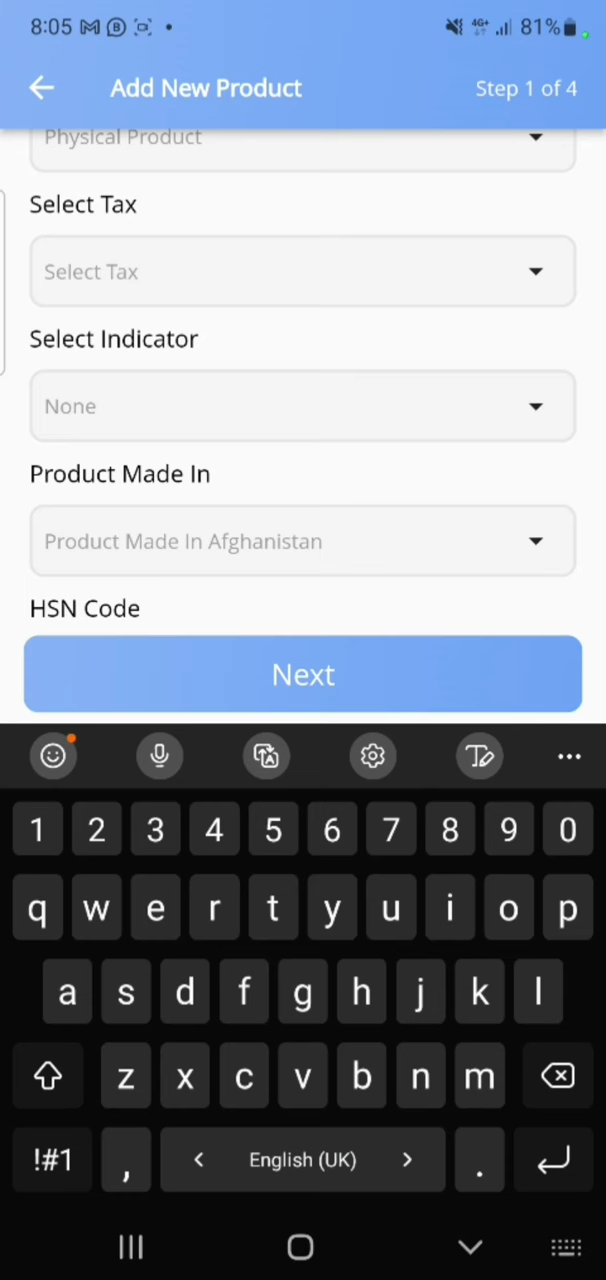 8:05 81%
Add New Product Step 1 of 4
Physical Product
Select Tax
Select Tax
Select Indicator
None
Product Made In
Product Made In Afghanistan
HSN Code
Next
1 2 3 4 5 6 7 8 9 0
q w e r t y u i o p
a s d f g h j k l
z x c v b n m
!#1 , < English (UK) > .